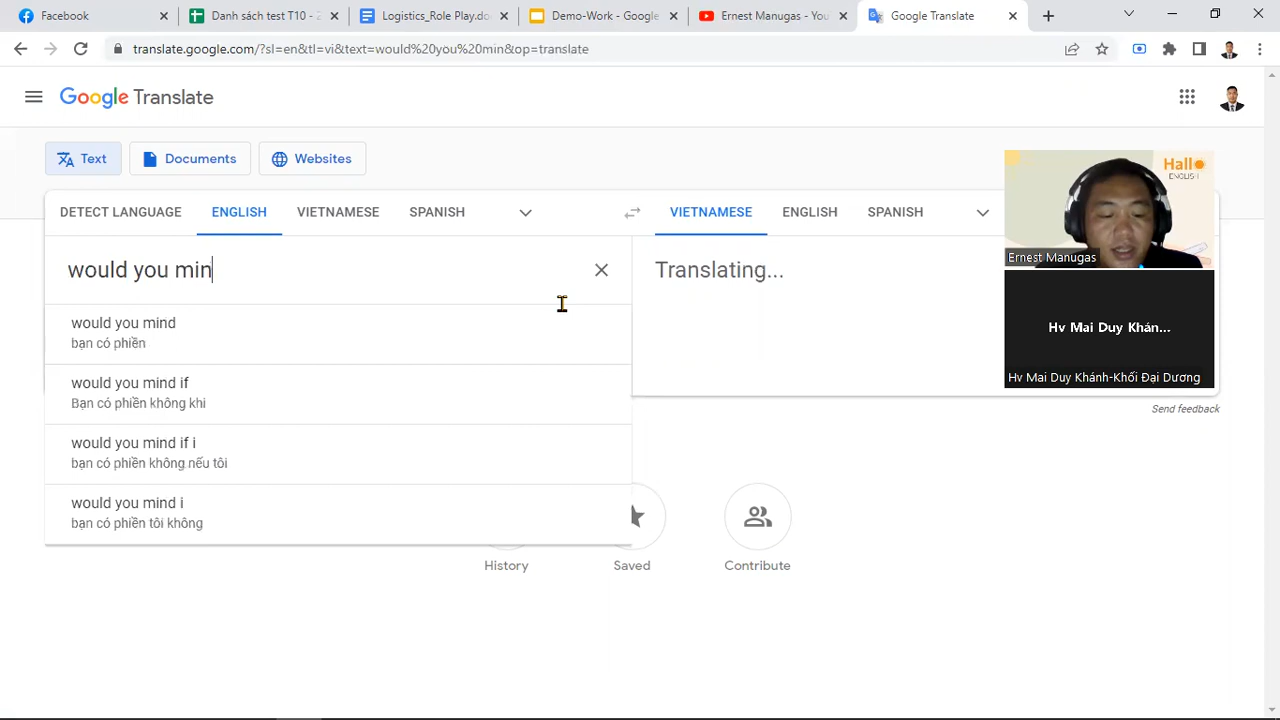 Facebook
Danh sách test T10 - 2
Logistics_Role play.do
Demo-Work - Google
Ernest Manugas - You
Google Translate
translate.google.com/?sl=en&tl=vi&text=would%20you%20min&op=translate
Google Translate
Text
Documents
Websites
DETECT LANGUAGE
ENGLISH
VIETNAMESE
SPANISH
VIETNAMESE
ENGLISH
SPANISH
would you min
Translating...
would you mind
bạn có phiền
would you mind if
Bạn có phiền không khi
would you mind if i
bạn có phiền không nếu tôi
would you mind i
bạn có phiền tôi không
Hallo
ENGLISH
Ernest Manugas
Hv Mai Duy Khán...
Hv Mai Duy Khánh-Khối Đại Dương
Send feedback
History
Saved
Contribute